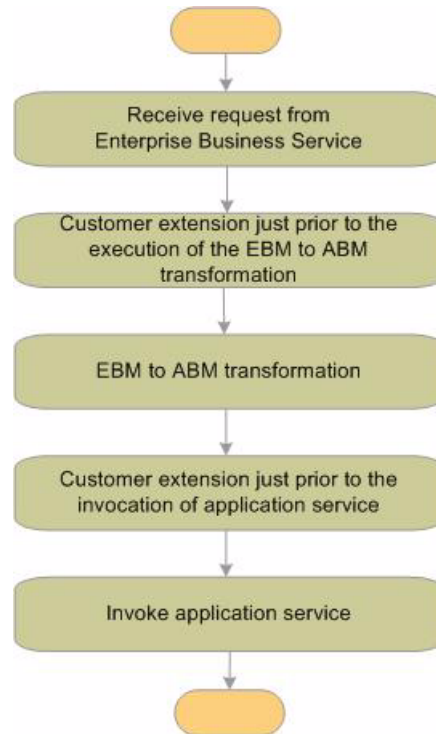 Receive request from
Enterprise Business Service
Customer extension just prior to the
execution of the EBM to ABM
transformation
EBM to ABM transformation
Customer extension just prior to the
invocation of application service
Invoke application service